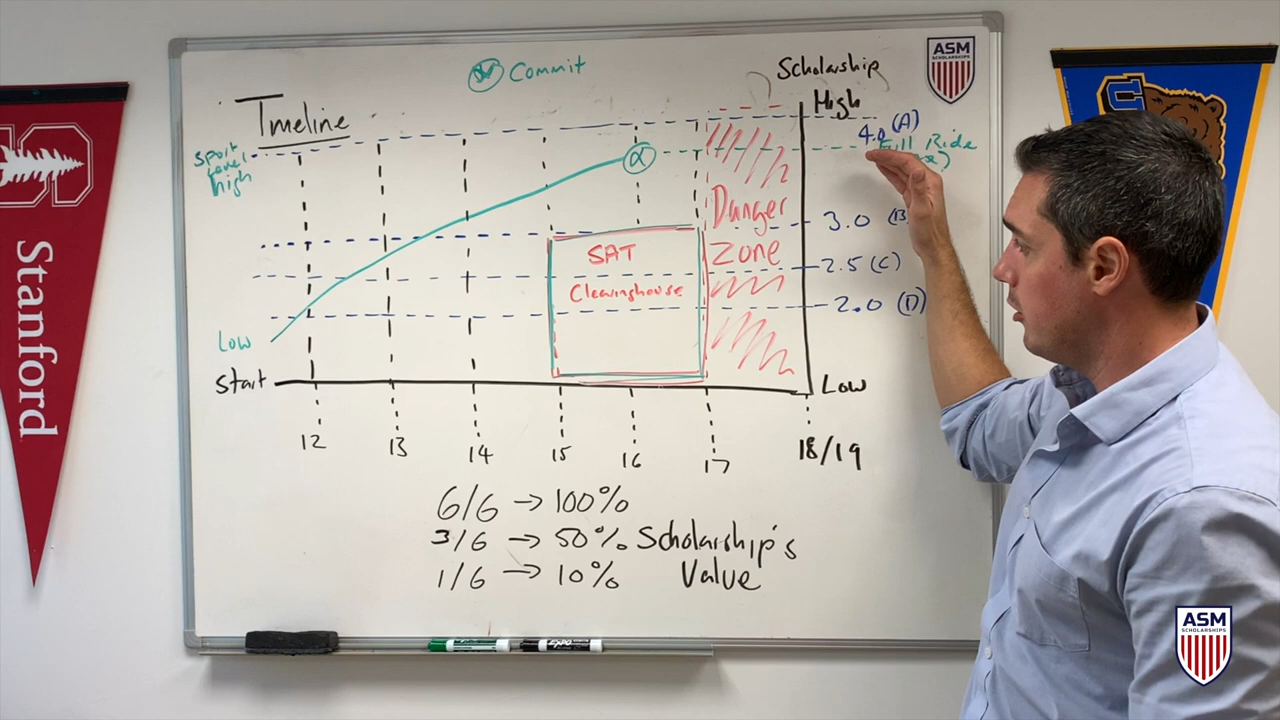 Commit
Scholarship
High
ASM
SCHOLARSHIPS
Timeline
Sport
Level
high
4.0 (A)
Full Ride
α
Danger
Zone
3.0 (B
SAT
2.5 (C)
Clearinghouse
2.0 (D)
Low
Start
Low
12
13
14
15
16
17
18/19
6/6 → 100%
3/6 → 50% Scholarship's
1/6 → 10% Value
Stanford
S
C
EXPO
ASM
SCHOLARSHIPS